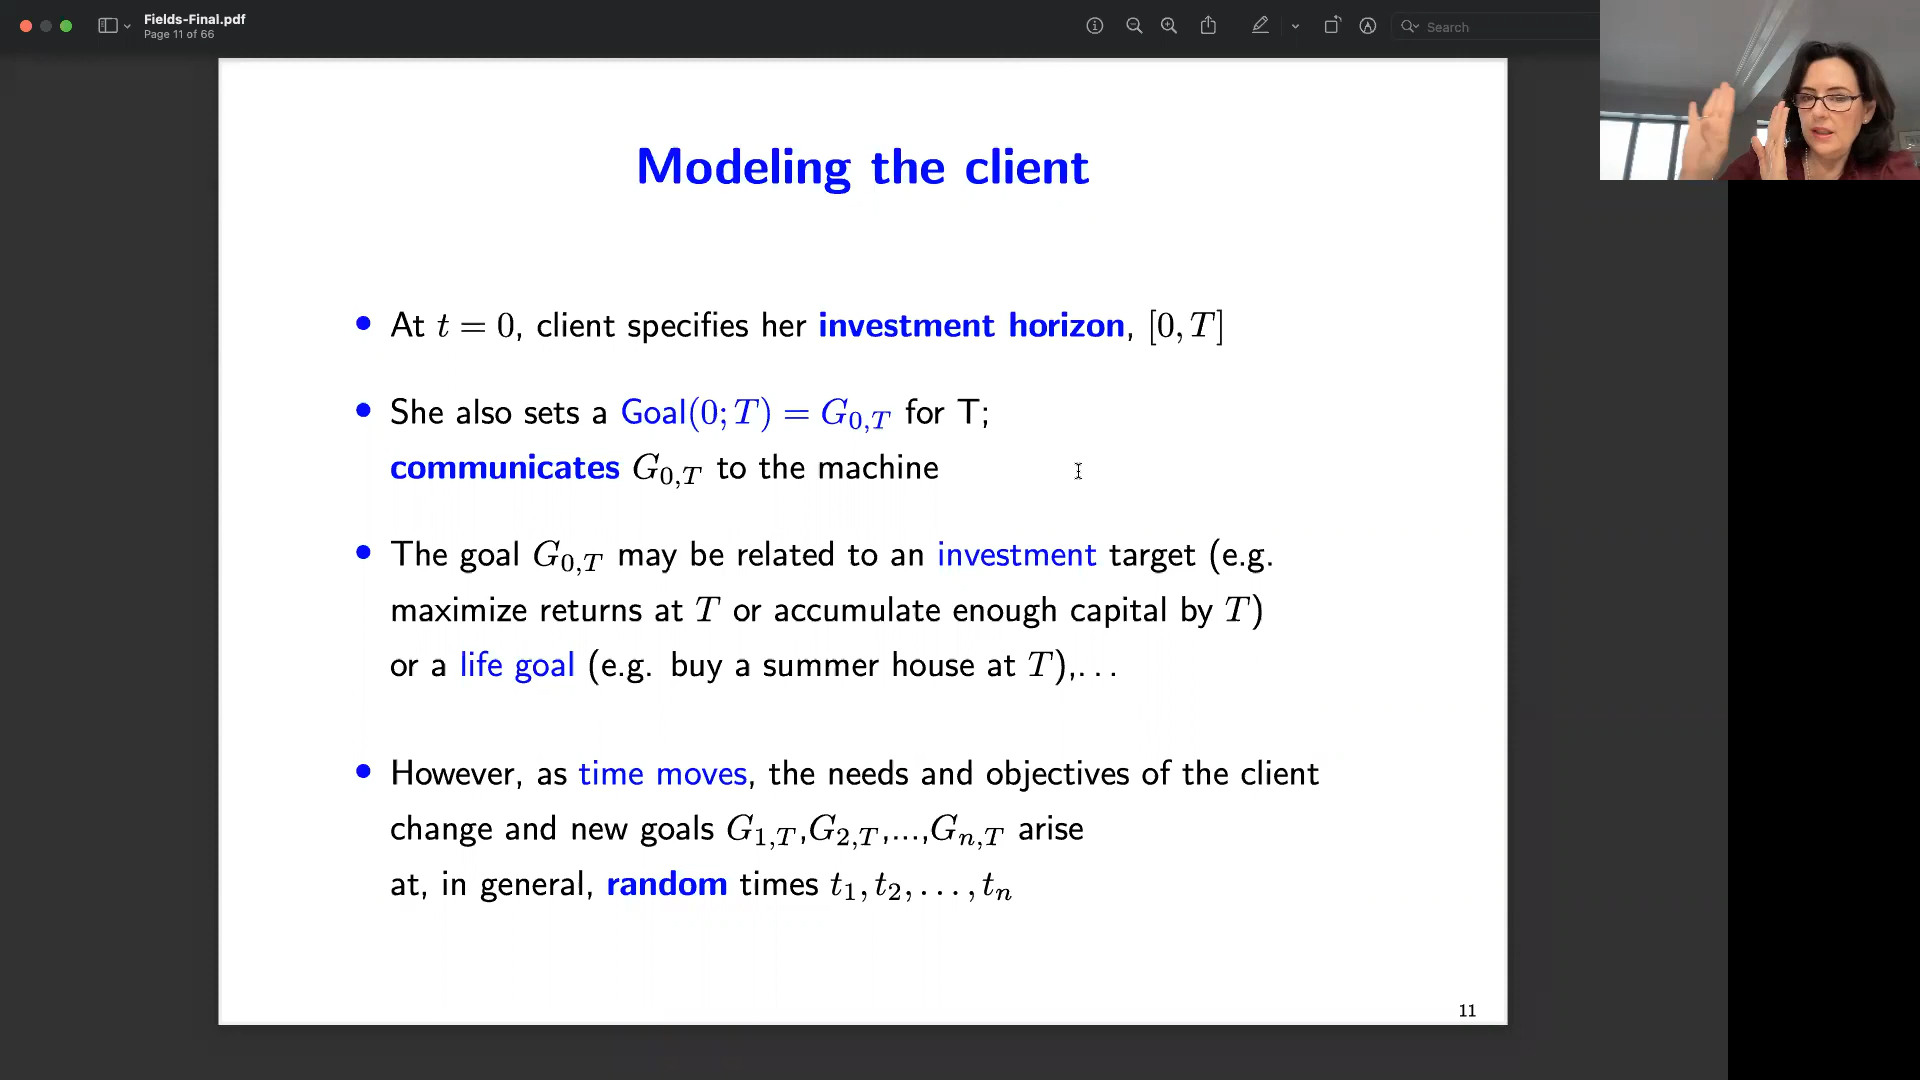 Fields-Final.pdf
Page 11 of 66
Search
Modeling the client
• At t = 0, client specifies her investment horizon, [0, T]
• She also sets a Goal(0; T) = G₀,T for T;
communicates G₀,T to the machine
• The goal G₀,T may be related to an investment target (e.g.
maximize returns at T or accumulate enough capital by T)
or a life goal (e.g. buy a summer house at T),...
• However, as time moves, the needs and objectives of the client
change and new goals G₁,T,G₂,T,...,Gₙ,T arise
at, in general, random times t₁, t₂, . . . , tₙ
11